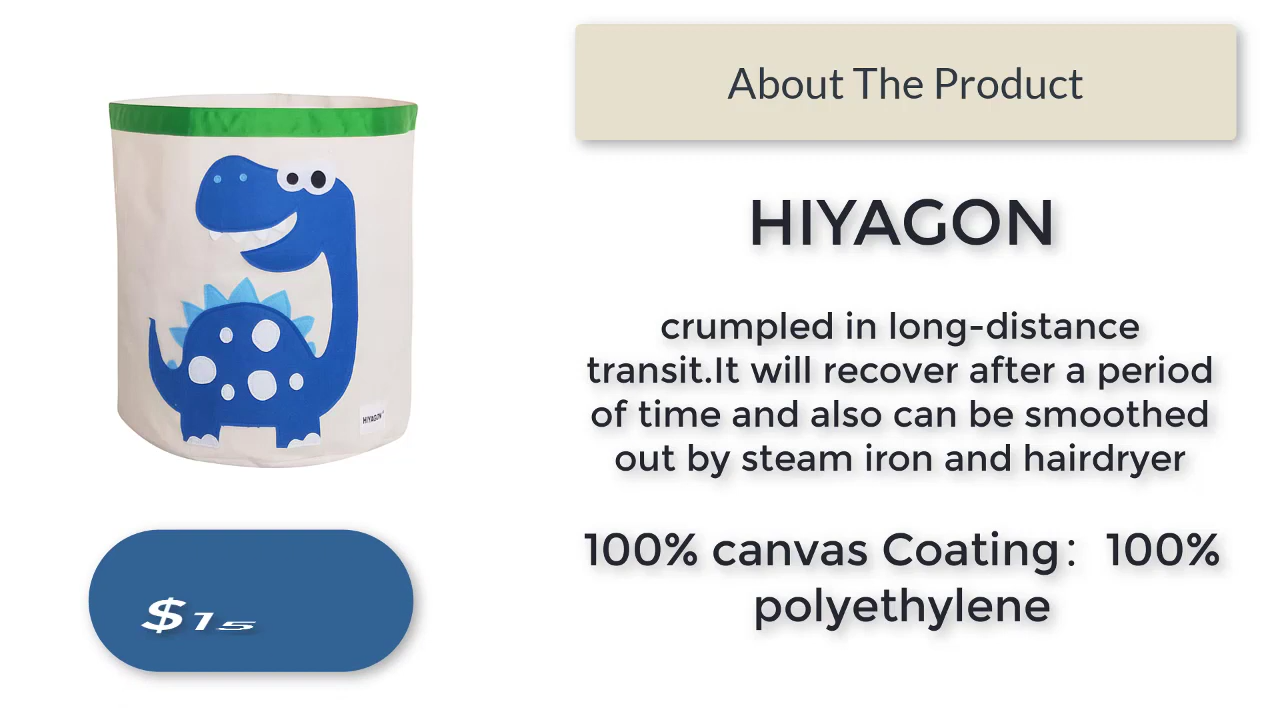 About The Product
HIYAGON
crumpled in long-distance
transit.It will recover after a period
of time and also can be smoothed
out by steam iron and hairdryer
100% canvas Coating：100%
polyethylene
HIYAGON
$15